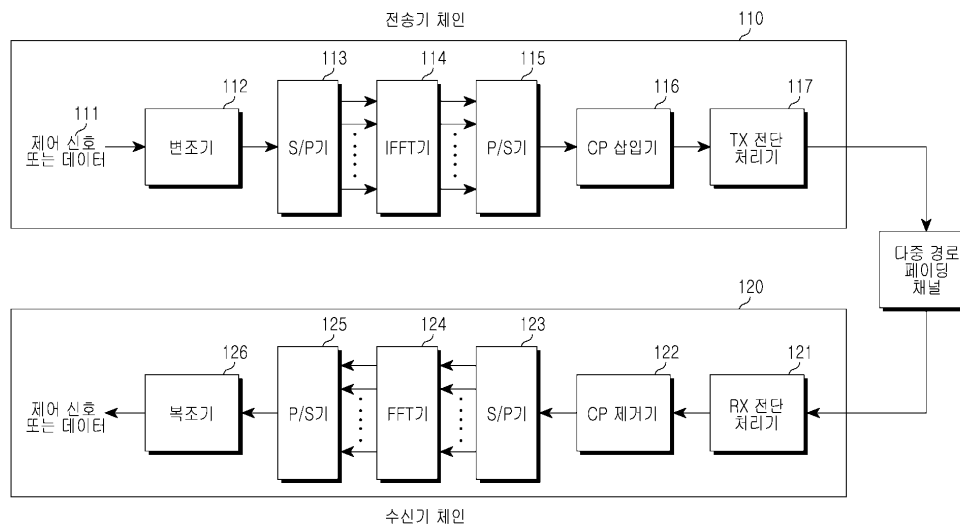 전송기 체인
110
111
제어 신호
또는 데이터
112
변조기
113
S/P기
114
IFFT기
115
P/S기
116
CP 삽입기
117
TX 전단
처리기
다중 경로
페이딩
채널
120
제어 신호
또는 데이터
126
복조기
125
P/S기
124
FFT기
123
S/P기
122
CP 제거기
121
RX 전단
처리기
수신기 체인